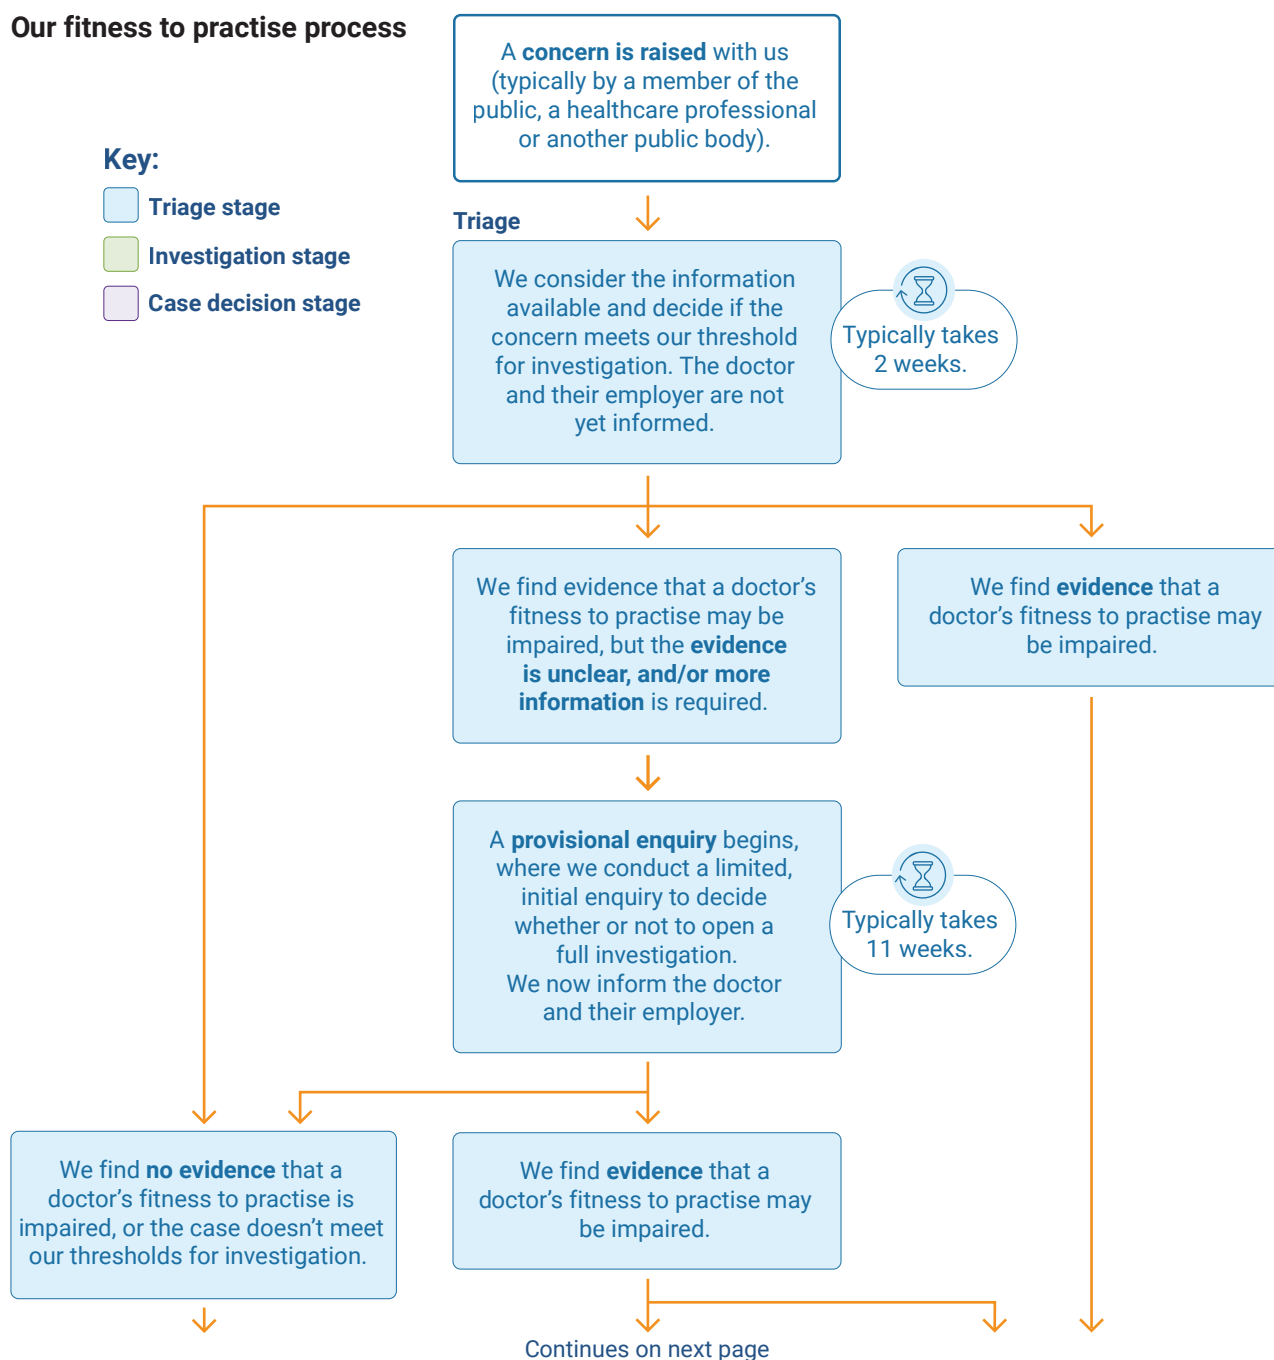 Our fitness to practise process
A concern is raised with us
(typically by a member of the
public, a healthcare professional
or another public body).
Key:
Triage stage
Investigation stage
Case decision stage
Triage
We consider the information
available and decide if the
concern meets our threshold
for investigation. The doctor
and their employer are not
yet informed.
Typically takes
2 weeks.
We find evidence that a doctor’s
fitness to practise may be
impaired, but the evidence
is unclear, and/or more
information is required.
We find evidence that a
doctor’s fitness to practise may
be impaired.
A provisional enquiry begins,
where we conduct a limited,
initial enquiry to decide
whether or not to open a
full investigation.
We now inform the doctor
and their employer.
Typically takes
11 weeks.
We find no evidence that a
doctor’s fitness to practise is
impaired, or the case doesn’t meet
our thresholds for investigation.
We find evidence that a
doctor’s fitness to practise may
be impaired.
Continues on next page